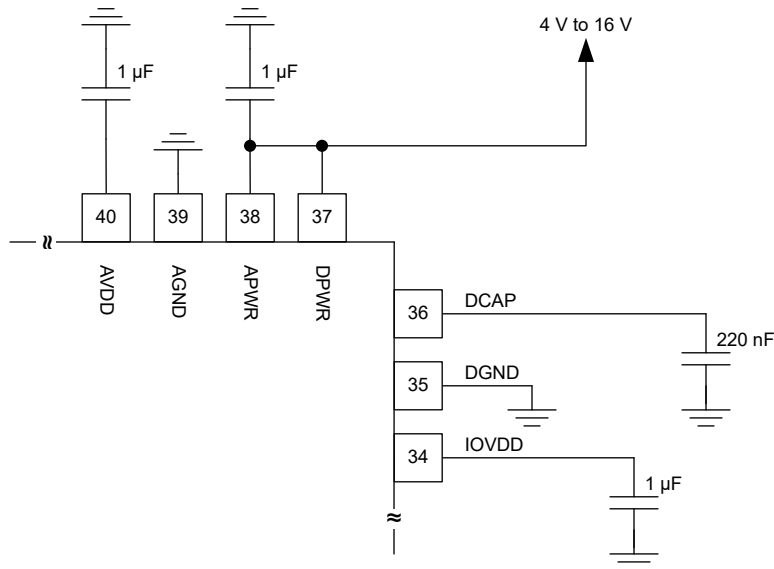 4 V to 16 V
1 µF
1 µF
40
39
38
37
AVDD
AGND
APWR
DPWR
36
DCAP
220 nF
35
DGND
34
IOVDD
1 µF